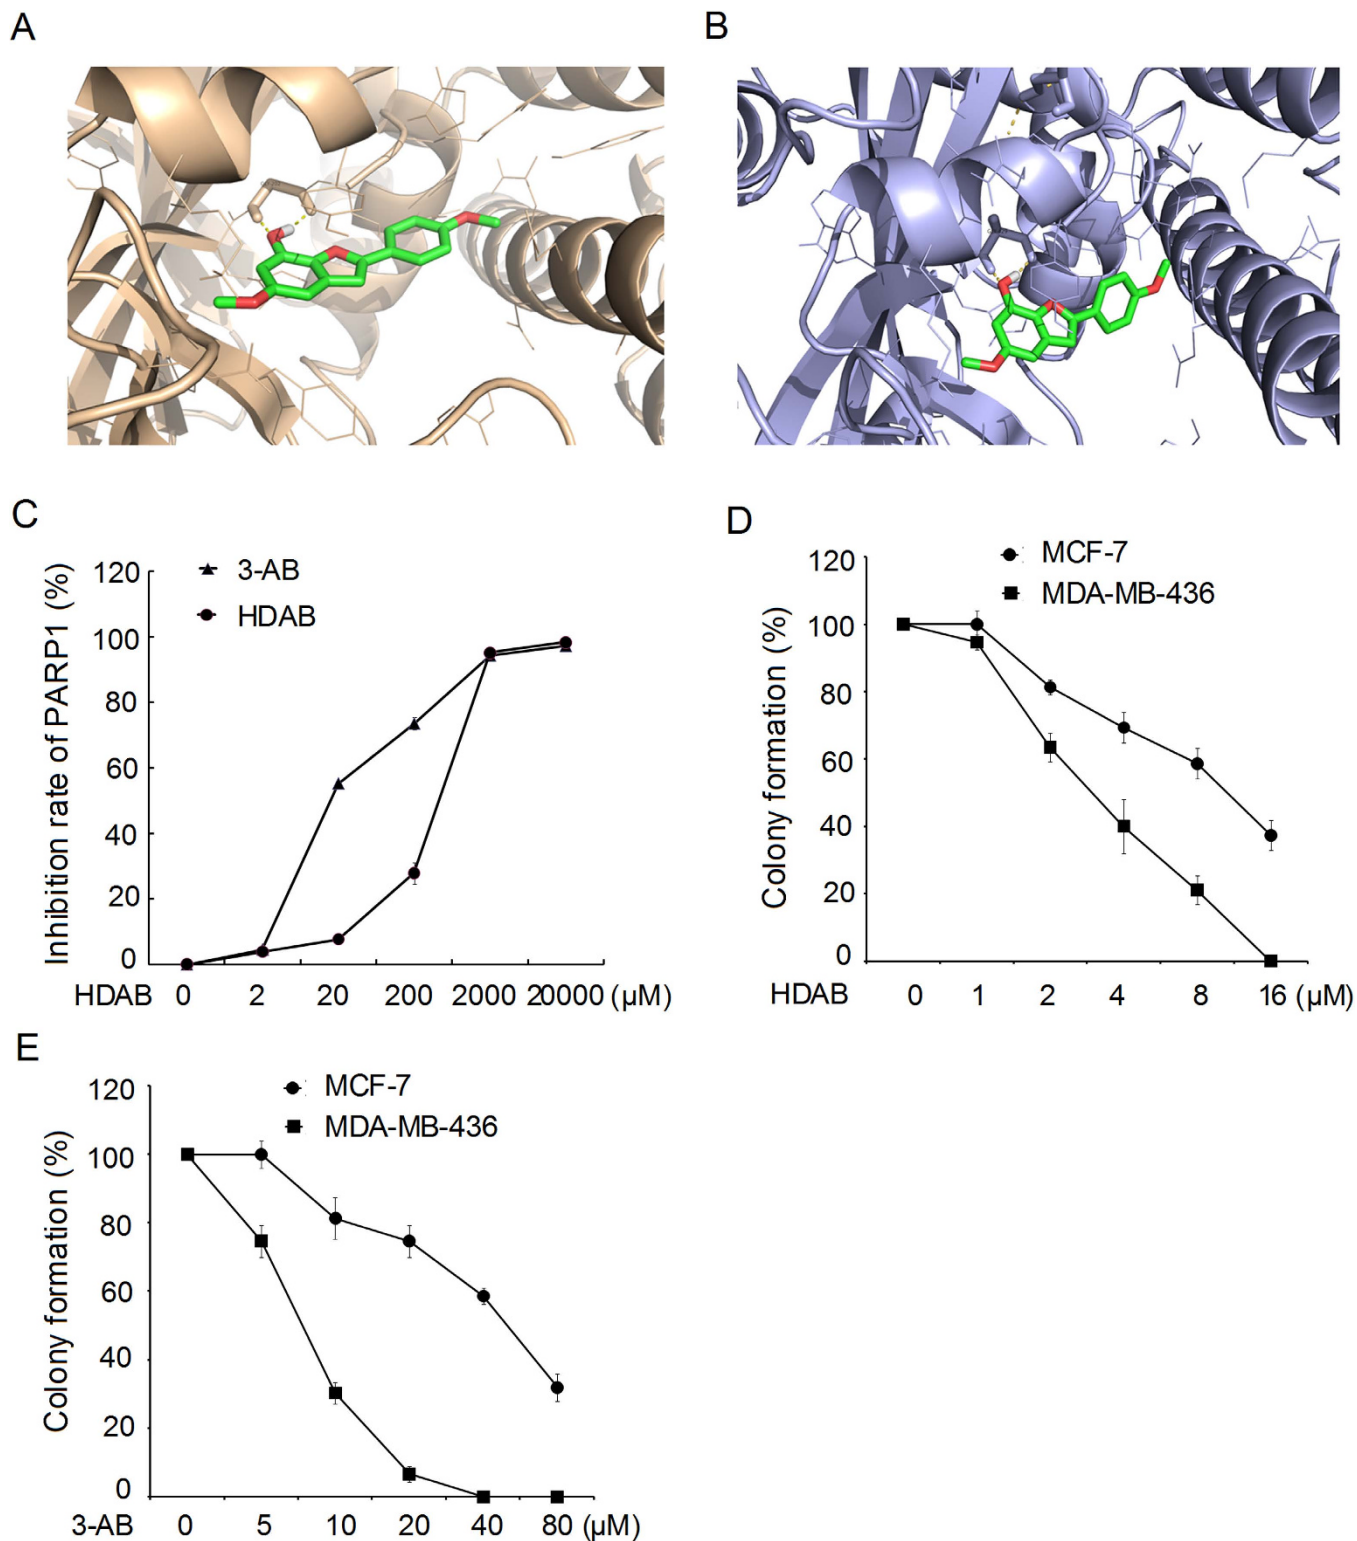 A
B
C
Inhibition rate of PARP1 (%)
120
100
80
60
40
20
0
3-AB
HDAB
HDAB 0 2 20 200 2000 20000 (µM)
D
Colony formation (%)
120
100
80
60
40
20
0
MCF-7
MDA-MB-436
HDAB 0 1 2 4 8 16 (µM)
E
Colony formation (%)
120
100
80
60
40
20
0
MCF-7
MDA-MB-436
3-AB 0 5 10 20 40 80 (µM)